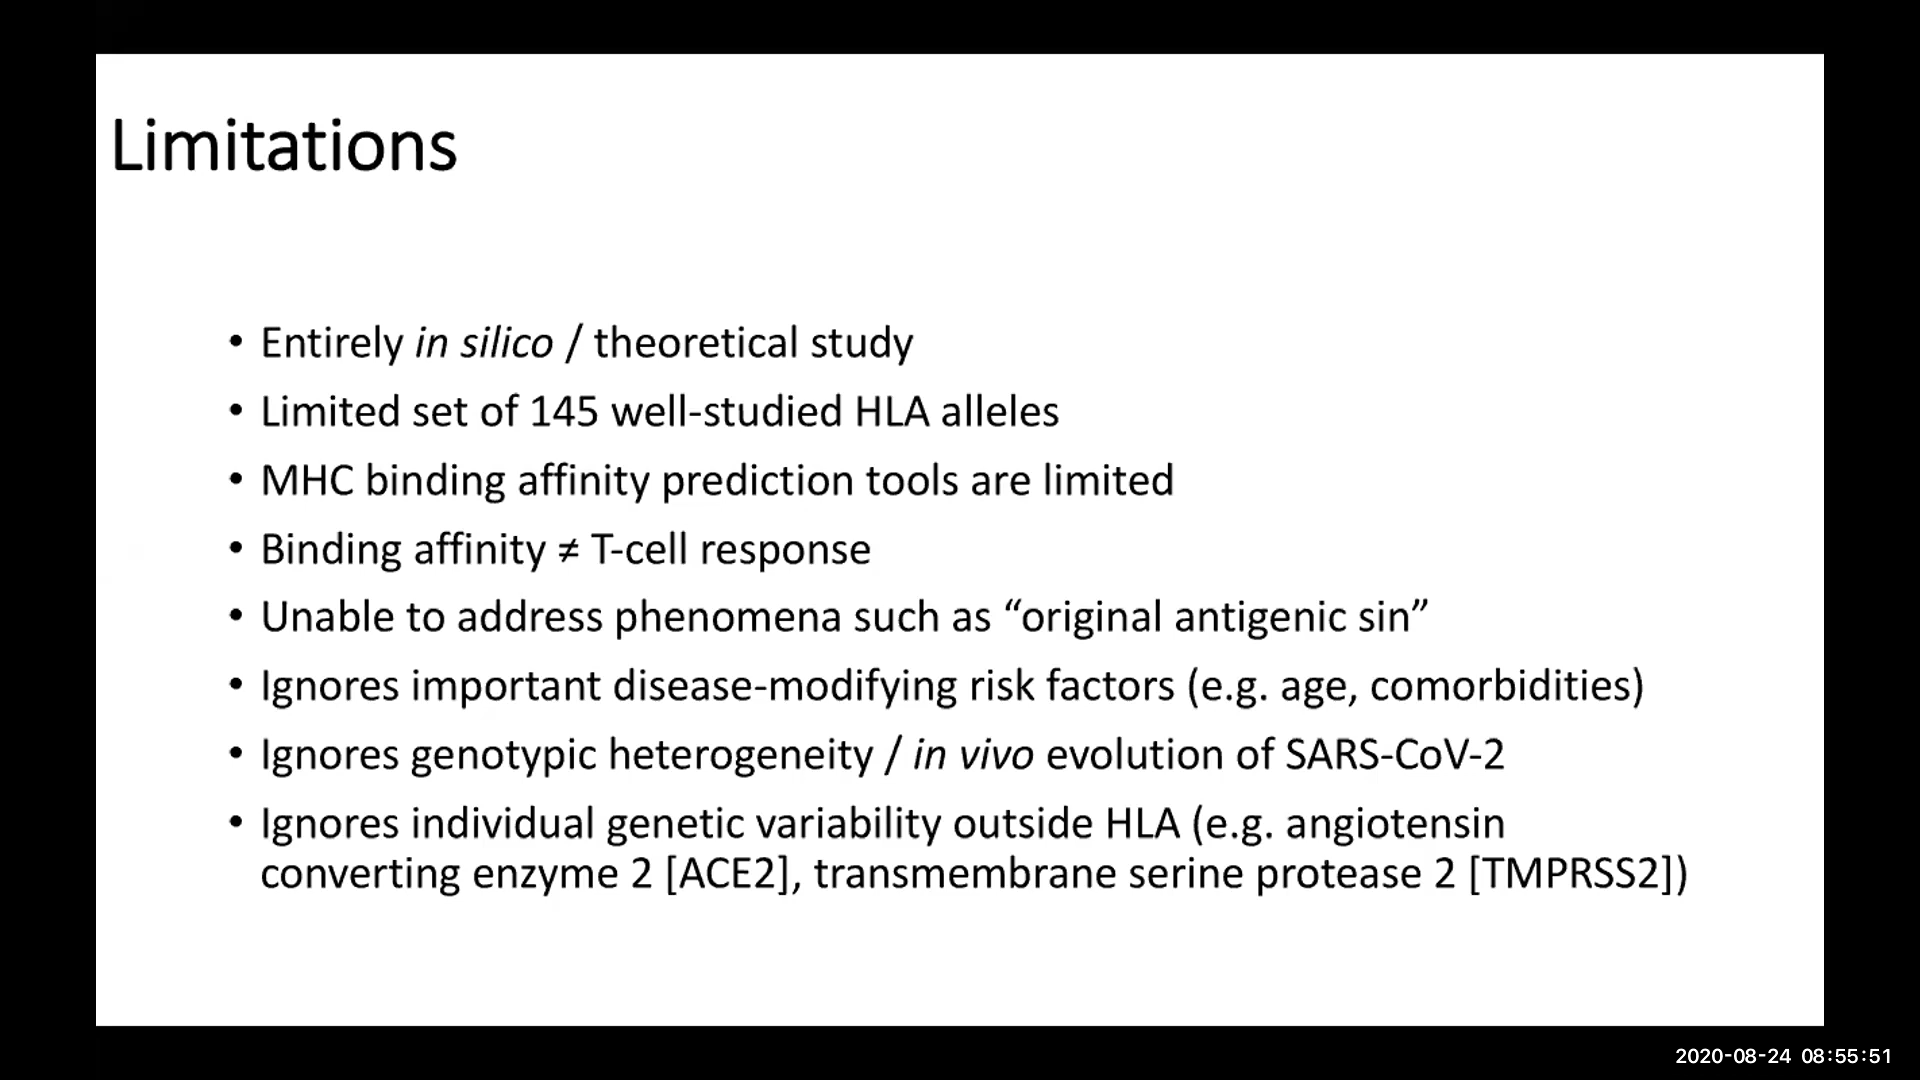 Limitations
• Entirely in silico / theoretical study
• Limited set of 145 well-studied HLA alleles
• MHC binding affinity prediction tools are limited
• Binding affinity ≠ T-cell response
• Unable to address phenomena such as “original antigenic sin”
• Ignores important disease-modifying risk factors (e.g. age, comorbidities)
• Ignores genotypic heterogeneity / in vivo evolution of SARS-CoV-2
• Ignores individual genetic variability outside HLA (e.g. angiotensin
converting enzyme 2 [ACE2], transmembrane serine protease 2 [TMPRSS2])
2020-08-24 08:55:51